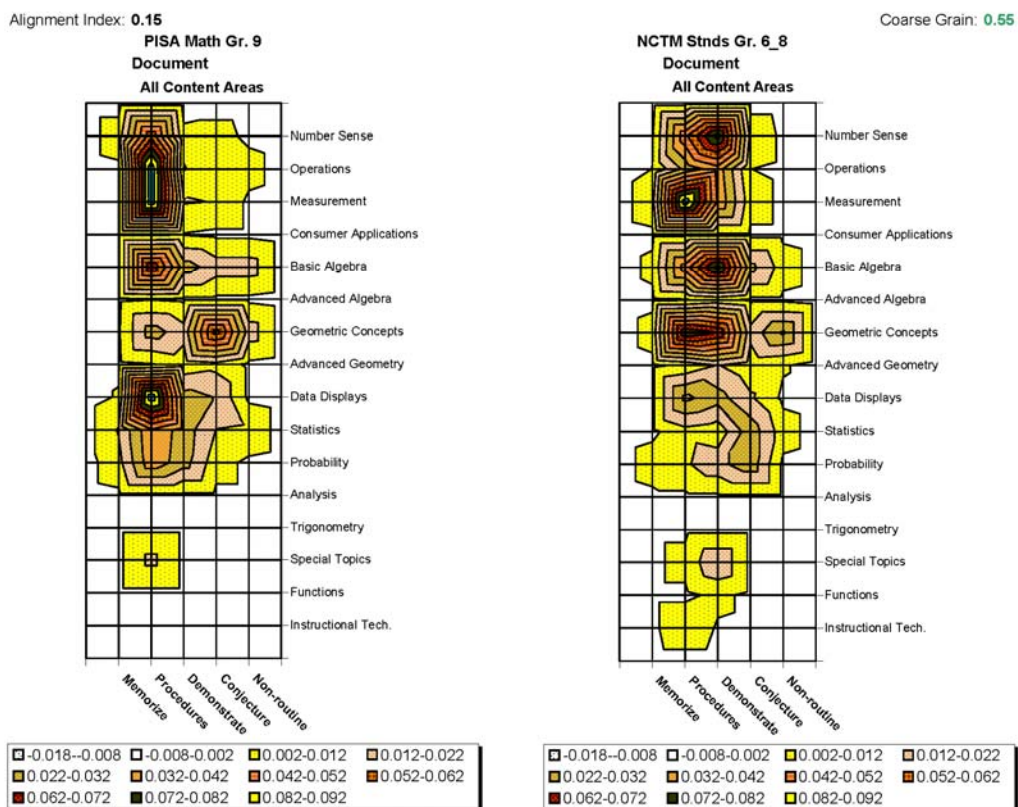 Alignment Index: 0.15
Coarse Grain: 0.55
PISA Math Gr. 9
Document
All Content Areas
Number Sense
Operations
Measurement
Consumer Applications
Basic Algebra
Advanced Algebra
Geometric Concepts
Advanced Geometry
Data Displays
Statistics
Probability
Analysis
Trigonometry
Special Topics
Functions
Instructional Tech.
Memorize
Procedures
Demonstrate
Conjecture
Non-routine
-0.018--0.008 -0.008-0.002 0.002-0.012 0.012-0.022
0.022-0.032 0.032-0.042 0.042-0.052 0.052-0.062
0.062-0.072 0.072-0.082 0.082-0.092
NCTM Stnds Gr. 6_8
Document
All Content Areas
Number Sense
Operations
Measurement
Consumer Applications
Basic Algebra
Advanced Algebra
Geometric Concepts
Advanced Geometry
Data Displays
Statistics
Probability
Analysis
Trigonometry
Special Topics
Functions
Instructional Tech.
Memorize
Procedures
Demonstrate
Conjecture
Non-routine
-0.018--0.008 -0.008-0.002 0.002-0.012 0.012-0.022
0.022-0.032 0.032-0.042 0.042-0.052 0.052-0.062
0.062-0.072 0.072-0.082 0.082-0.092